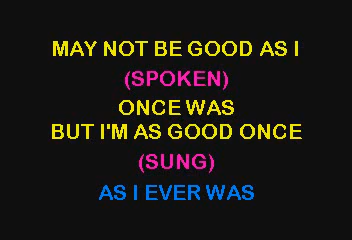 MAY NOT BE GOOD AS I
(SPOKEN)
ONCE WAS
BUT I'M AS GOOD ONCE
(SUNG)
AS I EVER WAS